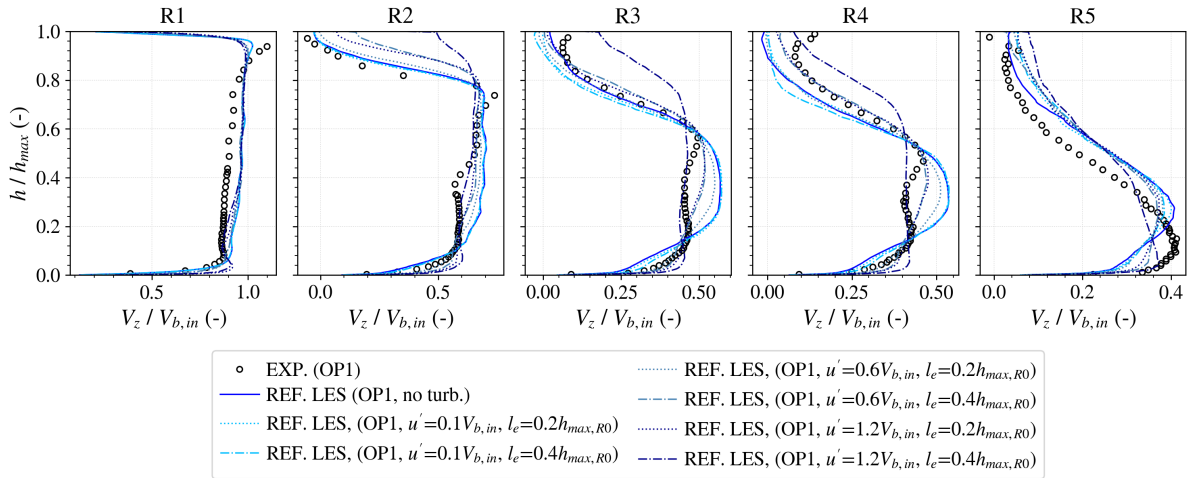 R1 R2 R3 R4 R5
h / h_max (-)
1.0
0.8
0.6
0.4
0.2
0.0
0.5 1.0 0.0 0.5 0.00 0.25 0.50 0.00 0.25 0.50 0.0 0.2 0.4
V_z / V_b,in (-) V_z / V_b,in (-) V_z / V_b,in (-) V_z / V_b,in (-) V_z / V_b,in (-)
EXP. (OP1)
REF. LES (OP1, no turb.)
REF. LES, (OP1, u′=0.1V_b,in, l_e=0.2h_max,R0)
REF. LES, (OP1, u′=0.1V_b,in, l_e=0.4h_max,R0)
REF. LES, (OP1, u′=0.6V_b,in, l_e=0.2h_max,R0)
REF. LES, (OP1, u′=0.6V_b,in, l_e=0.4h_max,R0)
REF. LES, (OP1, u′=1.2V_b,in, l_e=0.2h_max,R0)
REF. LES, (OP1, u′=1.2V_b,in, l_e=0.4h_max,R0)